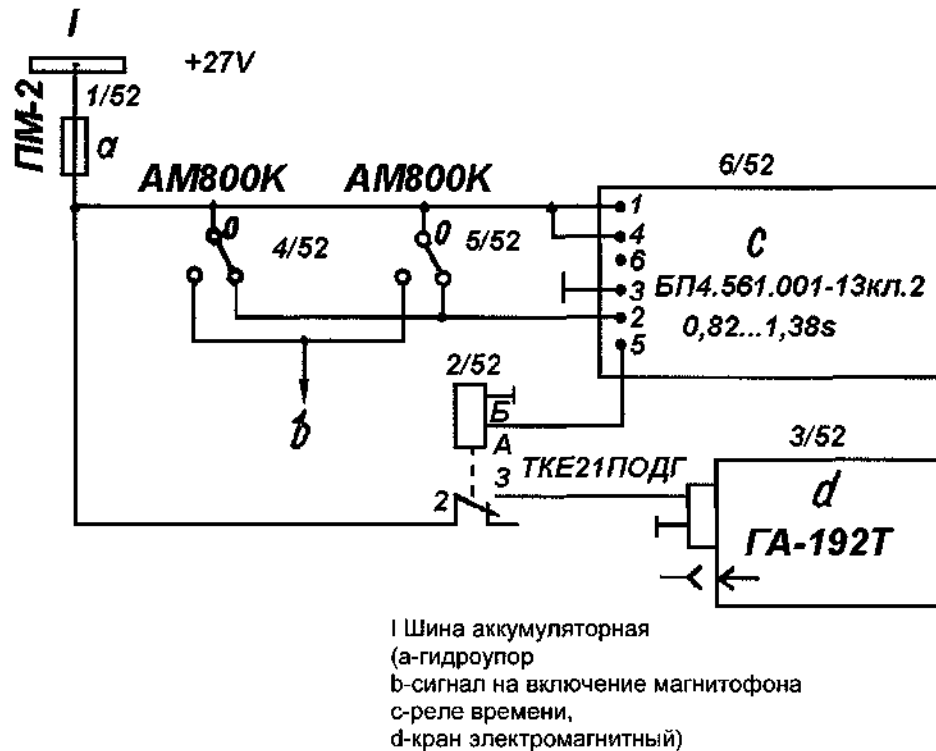 I
+27V
ПМ-2
1/52
a
АМ800К АМ800К
6/52
0 4/52
0 5/52
1
4
6
3
2
5
c
БП4.561.001-13кл.2
0,82...1,38s
b
2/52
Б
А
3
2
ТКЕ21ПОДГ
3/52
d
ГА-192Т
I Шина аккумуляторная
(а-гидроупор
b-сигнал на включение магнитофона
с-реле времени,
d-кран электромагнитный)